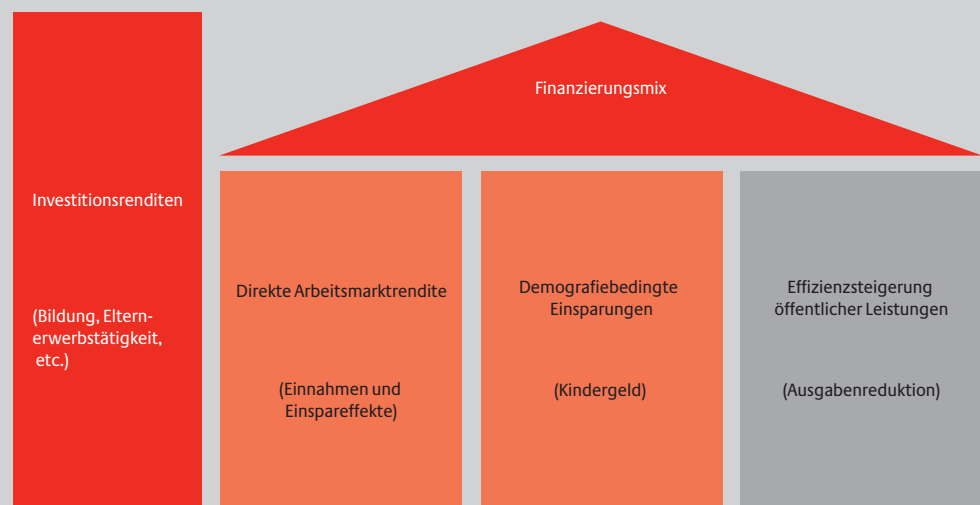 Finanzierungsmix
Investitionsrenditen
(Bildung, Eltern-
erwerbstätigkeit,
etc.)
Direkte Arbeitsmarktrendite
(Einnahmen und
Einspareffekte)
Demografiebedingte
Einsparungen
(Kindergeld)
Effizienzsteigerung
öffentlicher Leistungen
(Ausgabenreduktion)